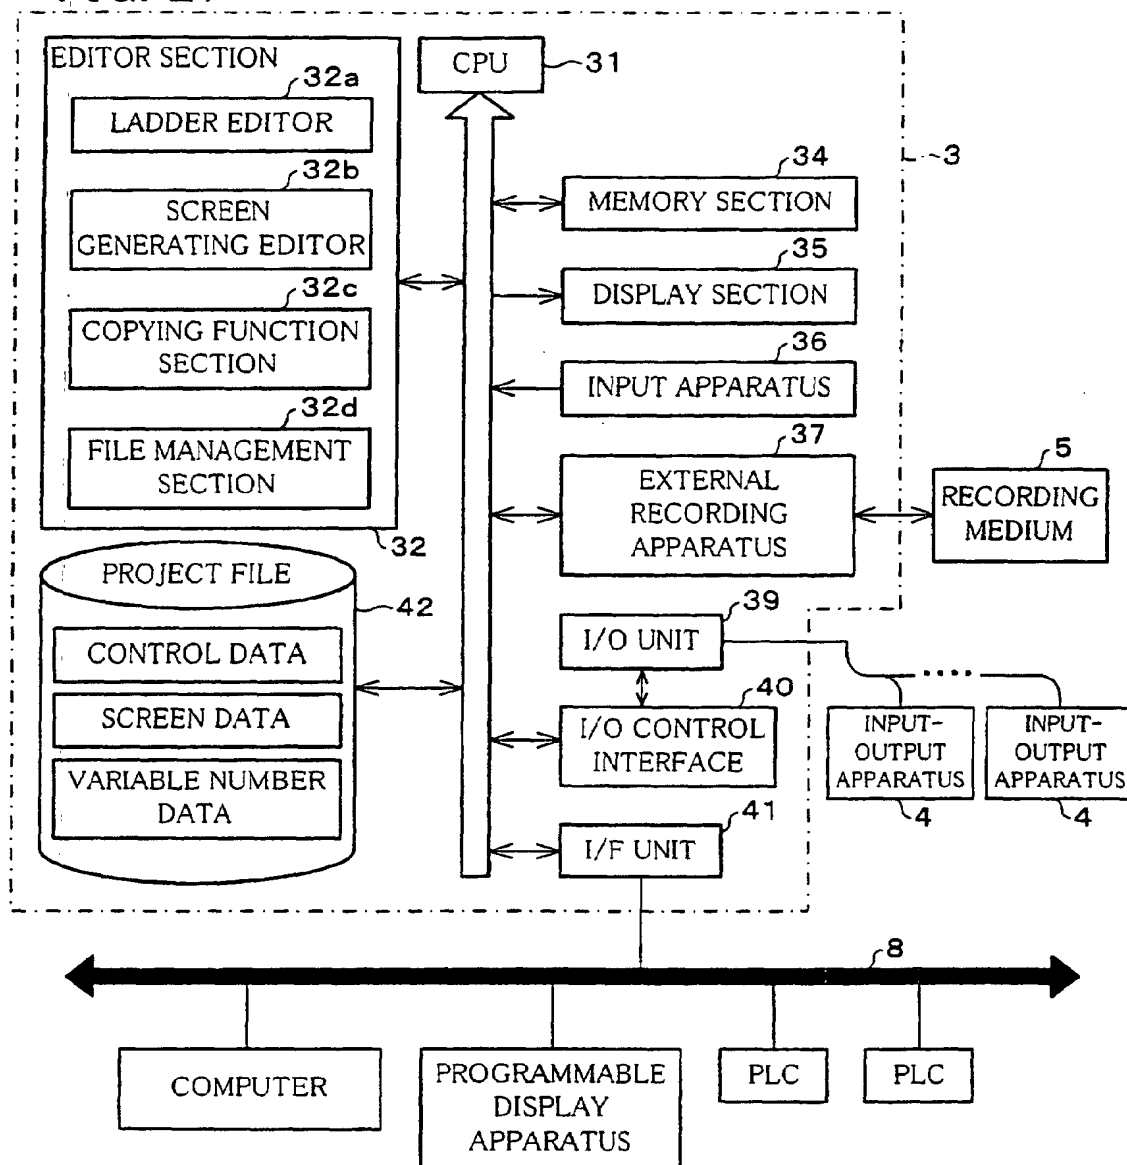 EDITOR SECTION
32a
LADDER EDITOR
32b
SCREEN
GENERATING EDITOR
32c
COPYING FUNCTION
SECTION
32d
FILE MANAGEMENT
SECTION
32
PROJECT FILE
42
CONTROL DATA
SCREEN DATA
VARIABLE NUMBER
DATA
CPU
31
3
34
MEMORY SECTION
35
DISPLAY SECTION
36
INPUT APPARATUS
37
EXTERNAL
RECORDING
APPARATUS
5
RECORDING
MEDIUM
39
I/O UNIT
40
I/O CONTROL
INTERFACE
41
I/F UNIT
INPUT-
OUTPUT
APPARATUS
4
INPUT-
OUTPUT
APPARATUS
4
8
COMPUTER
PROGRAMMABLE
DISPLAY
APPARATUS
PLC
PLC